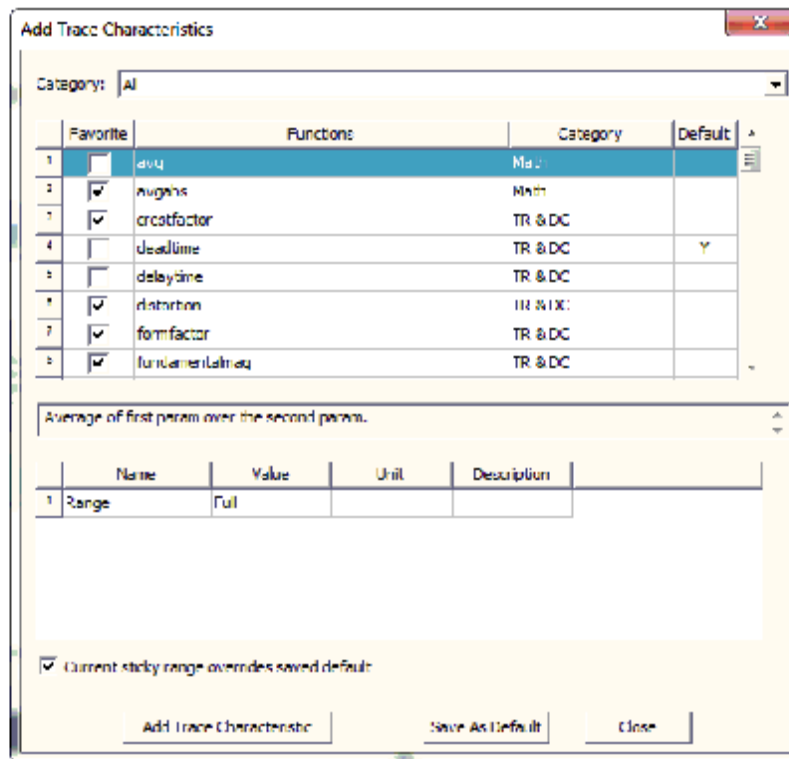 Add Trace Characteristics
Category: All
Favorite Functions Category Default
1 avg Math
2 avgabs Math
3 crestfactor TR & DC
4 deadtime TR & DC Y
5 delaytime TR & DC
6 distortion TR & DC
7 formfactor TR & DC
8 fundamentalmag TR & DC
Average of first param over the second param.
Name Value Unit Description
1 Range Full
Current sticky range overrides saved default
Add Trace Characteristic Save As Default Close